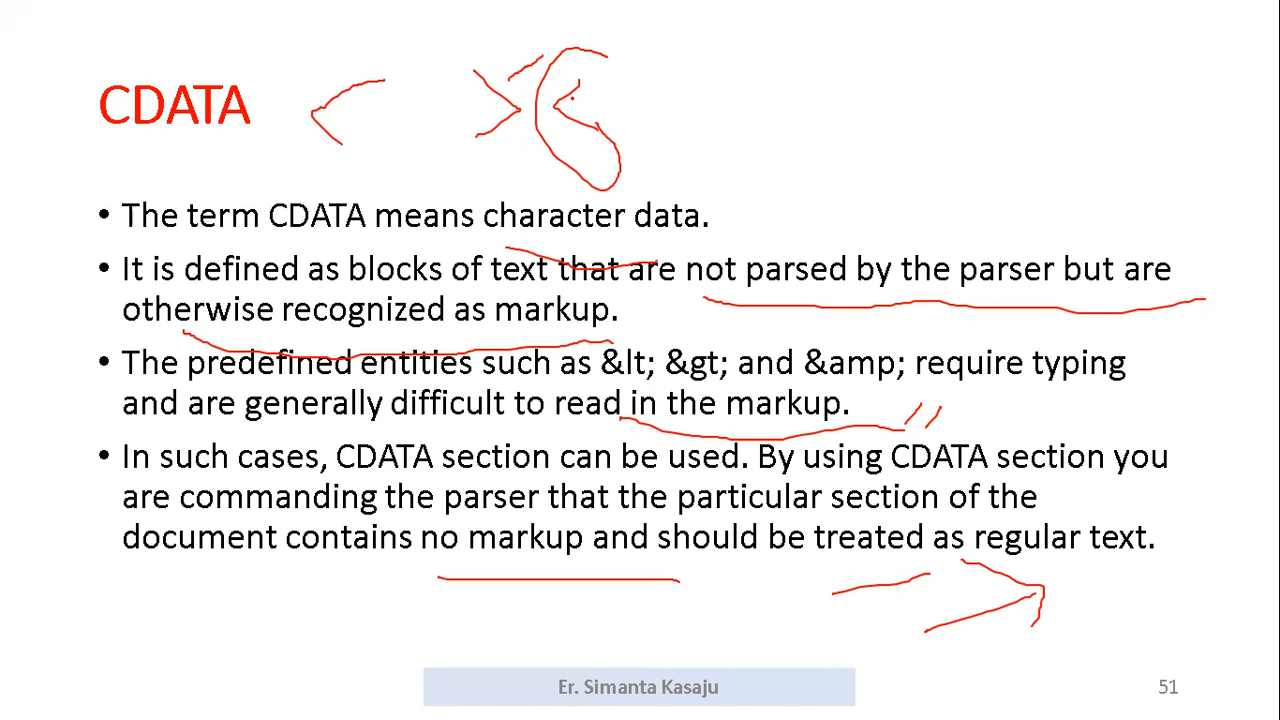 CDATA
• The term CDATA means character data.
• It is defined as blocks of text that are not parsed by the parser but are
otherwise recognized as markup.
• The predefined entities such as &lt; &gt; and &amp; require typing
and are generally difficult to read in the markup.
• In such cases, CDATA section can be used. By using CDATA section you
are commanding the parser that the particular section of the
document contains no markup and should be treated as regular text.
Er. Simanta Kasaju
51